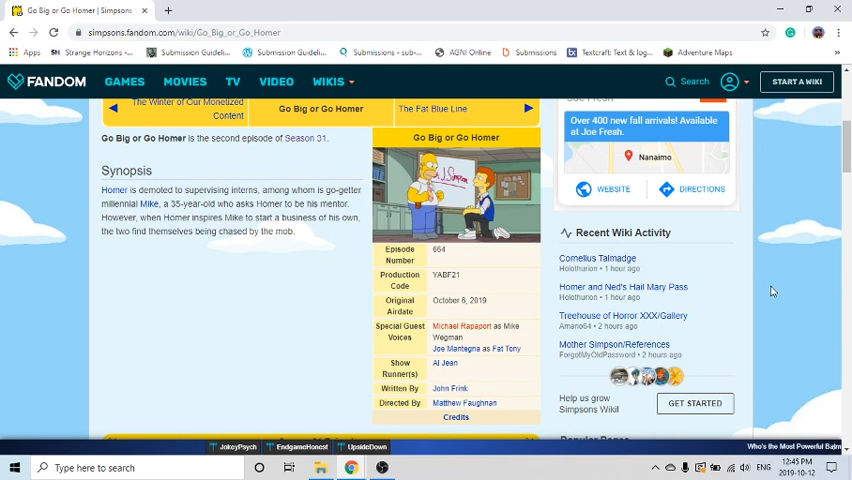 Go Big or Go Homer | Simpsons
simpsons.fandom.com/wiki/Go_Big_or_Go_Homer
Apps
Strange Horizons -...
Submission Guideli...
Submission Guideli...
Submissions - sub-...
AGNI Online
Submissions
Textcraft: Text & log...
Adventure Maps
FANDOM
GAMES
MOVIES
TV
VIDEO
WIKIS
Search
START A WIKI
The Winter of Our Monetized
Content
Go Big or Go Homer
The Fat Blue Line
Go Big or Go Homer is the second episode of Season 31.
Synopsis
Homer is demoted to supervising interns, among whom is go-getter
millennial Mike, a 35-year-old who asks Homer to be his mentor.
However, when Homer inspires Mike to start a business of his own,
the two find themselves being chased by the mob.
Go Big or Go Homer
J. Simpson
Episode
Number
664
Production
Code
YABF21
Original
Airdate
October 6, 2019
Special Guest
Voices
Michael Rapaport as Mike
Wegman
Joe Mantegna as Fat Tony
Show
Runner(s)
Al Jean
Written By
John Frink
Directed By
Matthew Faughnan
Credits
Joe Fresh
Over 400 new fall arrivals! Available
at Joe Fresh.
Nanaimo
WEBSITE
DIRECTIONS
Recent Wiki Activity
Cornelius Talmadge
Holothurion • 1 hour ago
Homer and Ned's Hail Mary Pass
Holothurion • 1 hour ago
Treehouse of Horror XXX/Gallery
Amario64 • 2 hours ago
Mother Simpson/References
ForgotMyOldPassword • 2 hours ago
Help us grow
Simpsons Wiki!
GET STARTED
JokeyPsych
EndgameHonest
UpsideDown
Who's the Most Powerful Batm
Type here to search
ENG
12:45 PM
2019-10-12